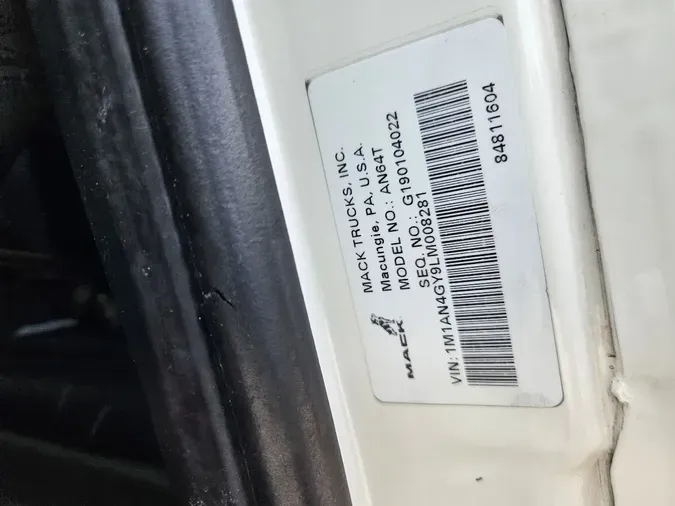 MACK
MACK TRUCKS, INC.
Macungie, PA, U.S.A.
MODEL NO.: AN64T
SEQ. NO.: G190104022
VIN: 1M1AN4GY9LM008281
84811604